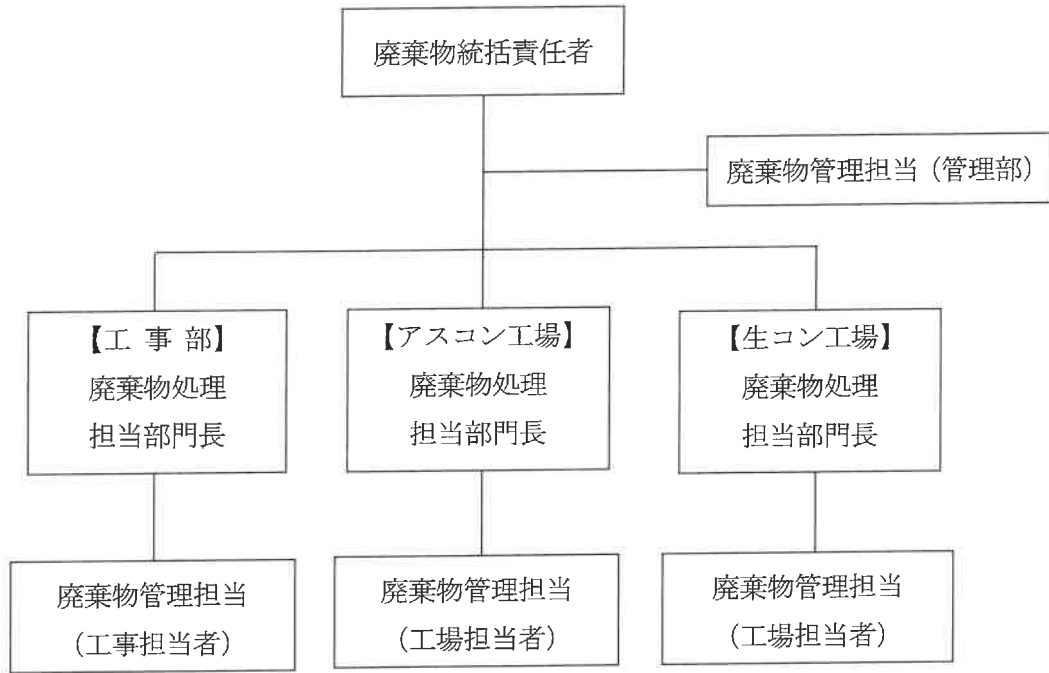 廃棄物統括責任者
廃棄物管理担当（管理部）
【工 事 部】
廃棄物処理
担当部門長
【アスコン工場】
廃棄物処理
担当部門長
【生コン工場】
廃棄物処理
担当部門長
廃棄物管理担当
（工事担当者）
廃棄物管理担当
（工場担当者）
廃棄物管理担当
（工場担当者）